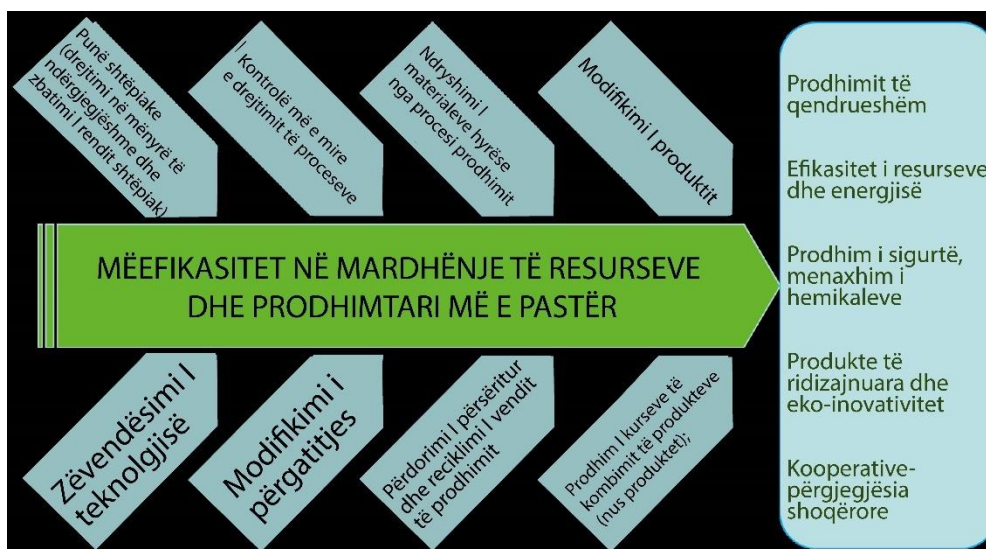 Punë shtëpiake
(drejtimi në mënyrë të
ndërgjegjëshme dhe
zbatimi I rendit shtëpiak)
I
Kontrolë më e mire
e drejtimit të proceseve
Ndryshimi I
materialeve hyrëse
nga procesi prodhimit
Modifikimi I produktit
MËEFIKASITET NË MARDHËNJE TË RESURSEVE
DHE PRODHIMTARI MË E PASTËR
Zëvendësimi I
teknolgjisë
Modifikimi i
përgatitjes
Përdorimi I përsëritur
dhe reciklimi I vendit
të prodhimit
Prodhim I kurseve të
kombimit të produkteve
(nus produktet);
Prodhimit të
qendrueshëm
Efikasitet i resurseve
dhe energjisë
Prodhim i sigurtë,
menaxhim i
hemikaleve
Produkte të
ridizajnuara dhe
eko-inovativitet
Kooperative-
përgjegjësia
shoqërore